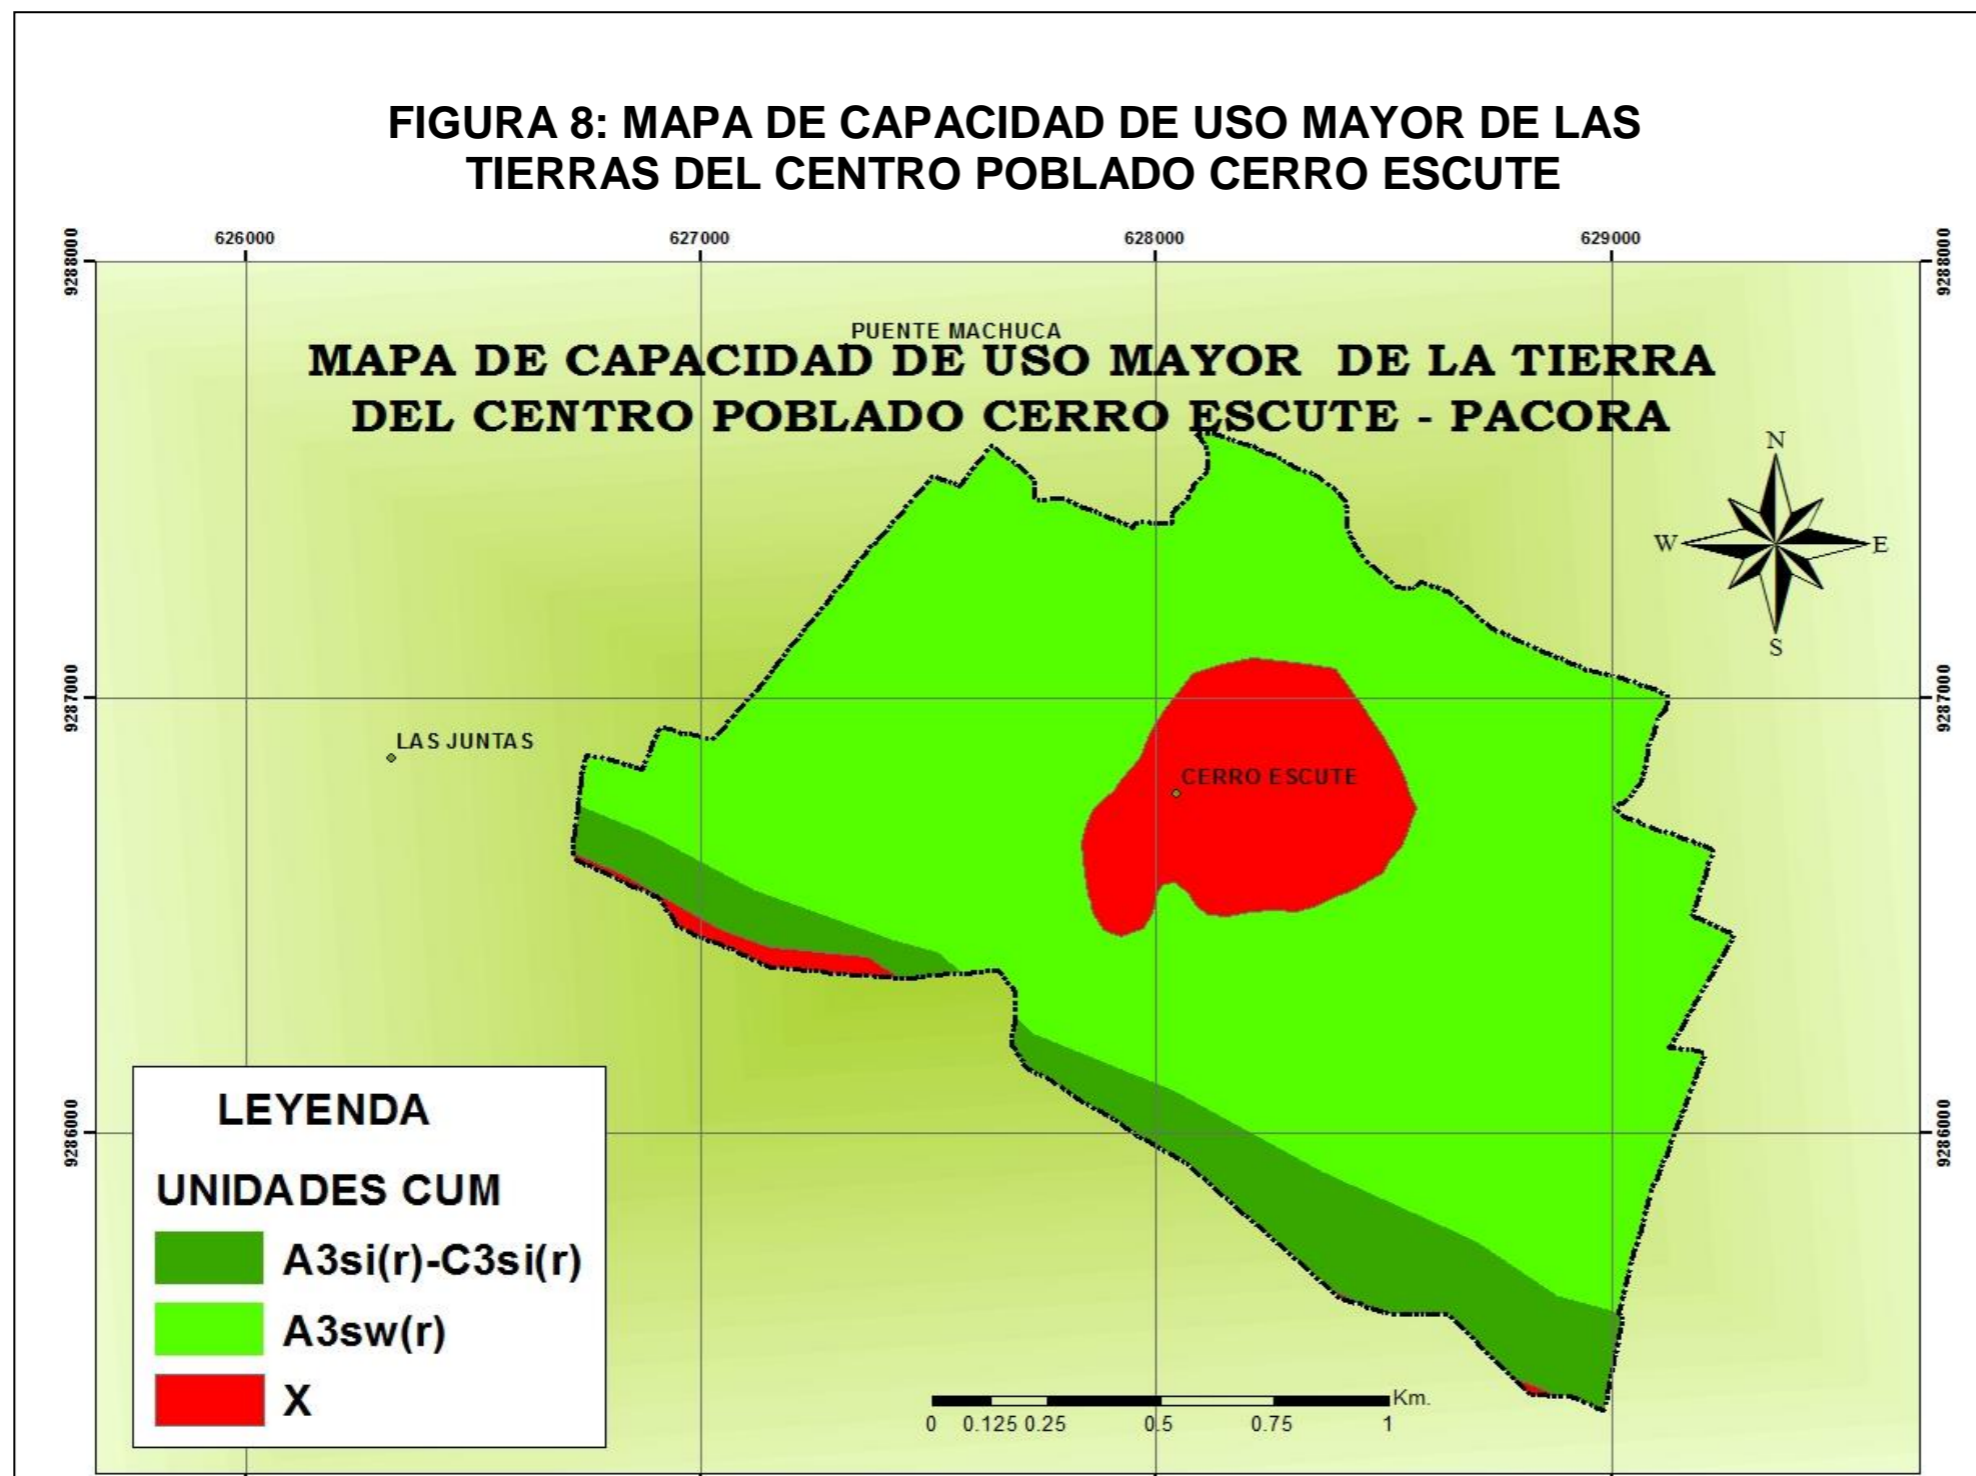 FIGURA 8: MAPA DE CAPACIDAD DE USO MAYOR DE LAS
TIERRAS DEL CENTRO POBLADO CERRO ESCUTE
626000
627000
628000
629000
9288000
9288000
PUENTE MACHUCA
MAPA DE CAPACIDAD DE USO MAYOR DE LA TIERRA
DEL CENTRO POBLADO CERRO ESCUTE - PACORA
N
W
E
S
9287000
9287000
LAS JUNTAS
CERRO ESCUTE
9286000
9286000
LEYENDA
UNIDADES CUM
A3si(r)-C3si(r)
A3sw(r)
X
Km.
0 0.125 0.25 0.5 0.75 1